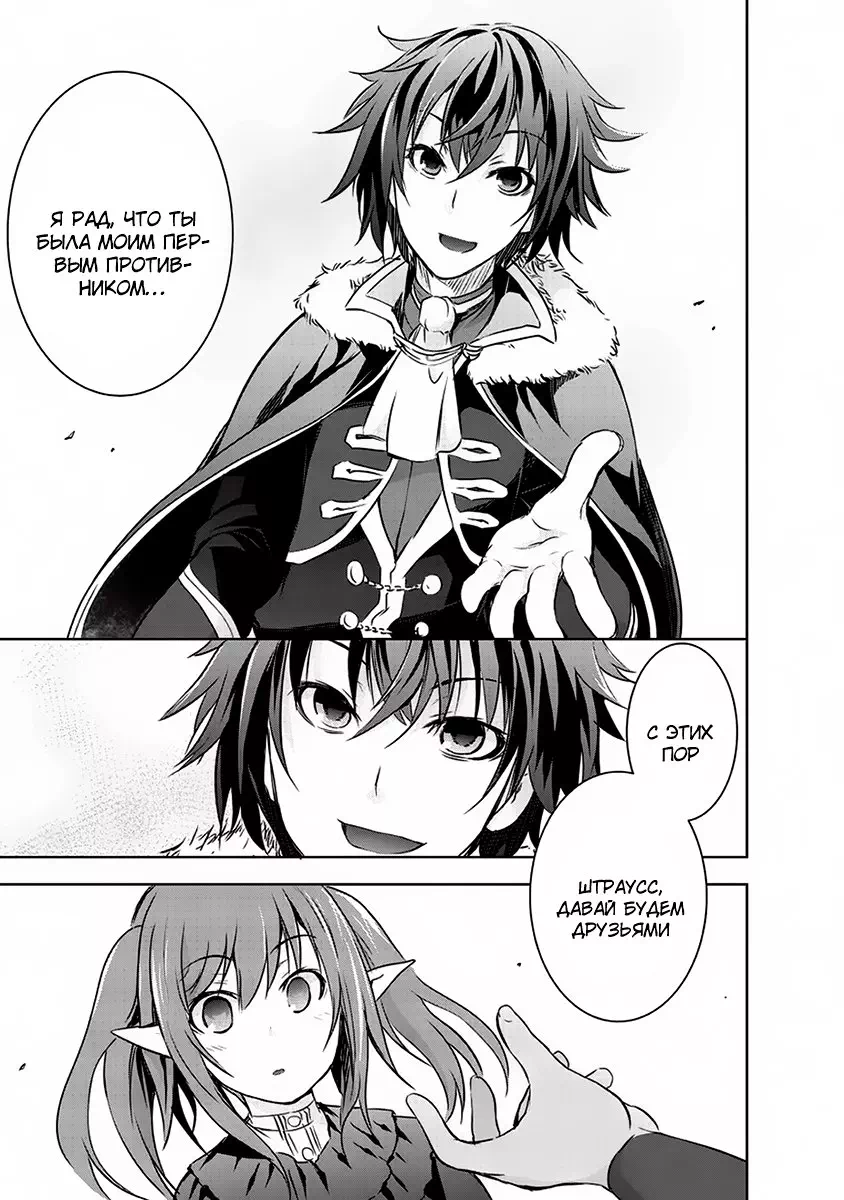 Я РАД, ЧТО ТЫ
БЫЛА МОИМ ПЕР-
ВЫМ ПРОТИВ-
НИКОМ...
С ЭТИХ
ПОР
ШТРАУСС,
ДАВАЙ БУДЕМ
ДРУЗЬЯМИ